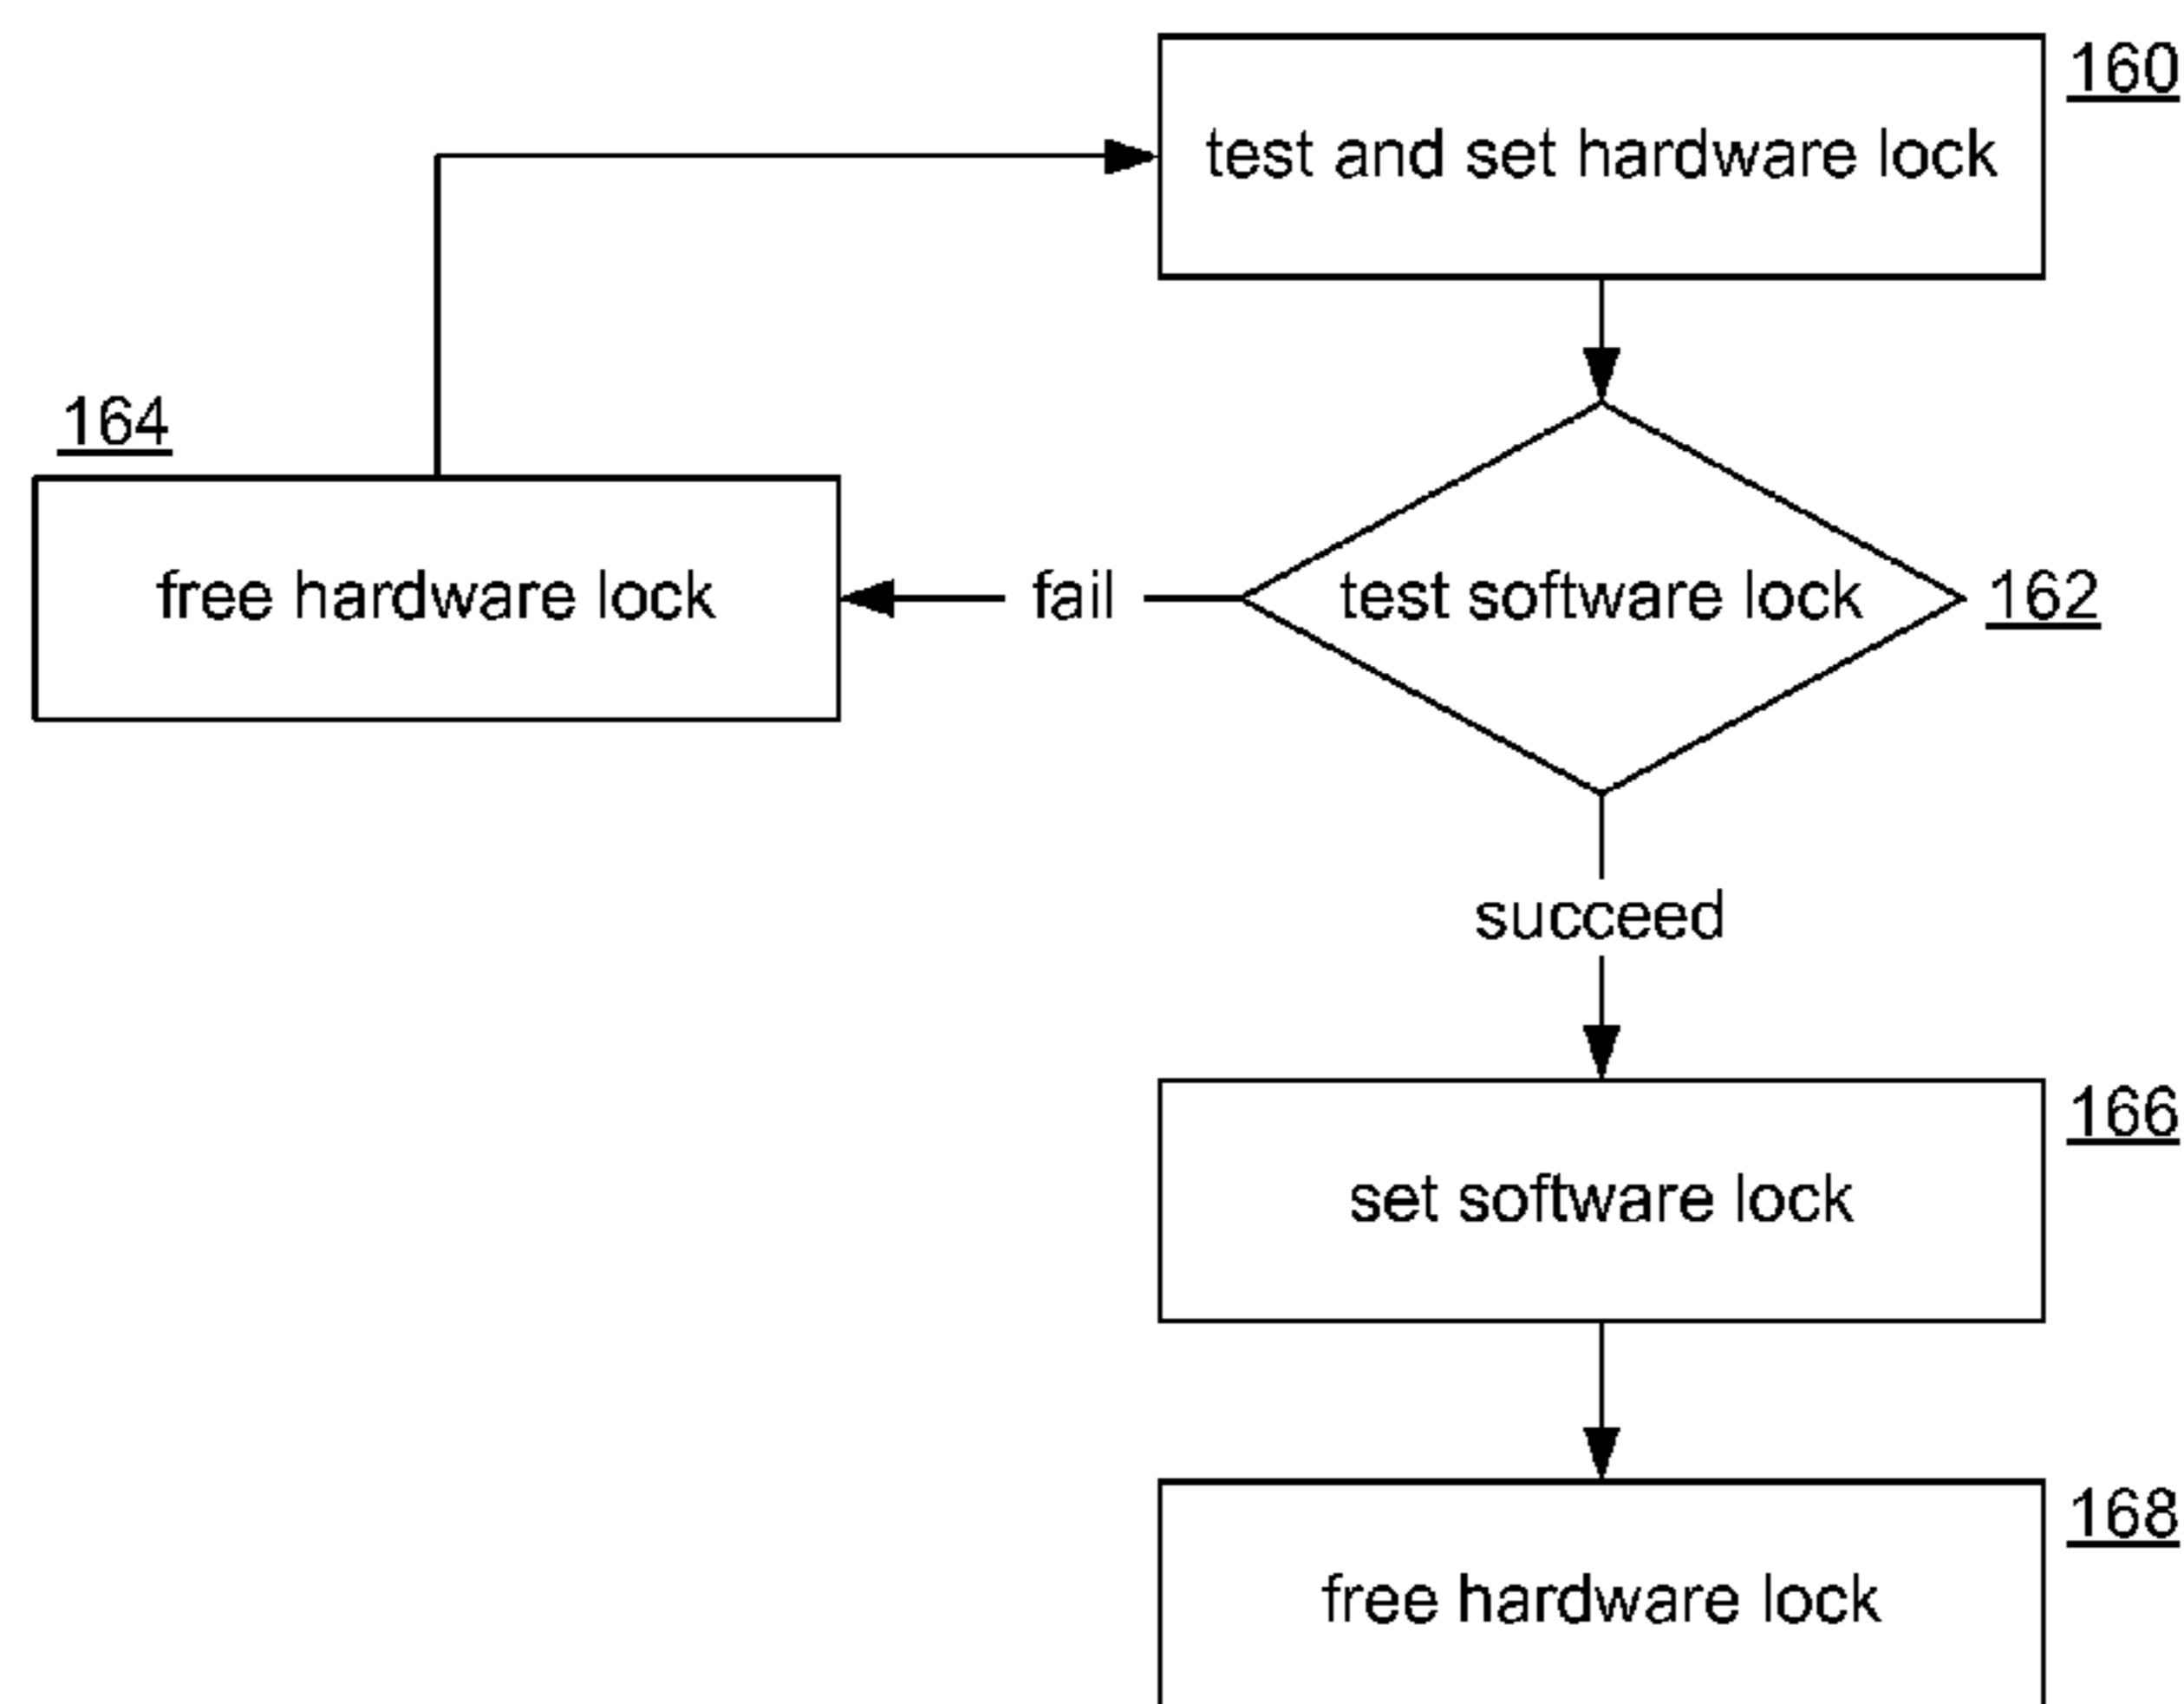 160
test and set hardware lock
164
free hardware lock
fail
test software lock
162
succeed
166
set software lock
168
free hardware lock